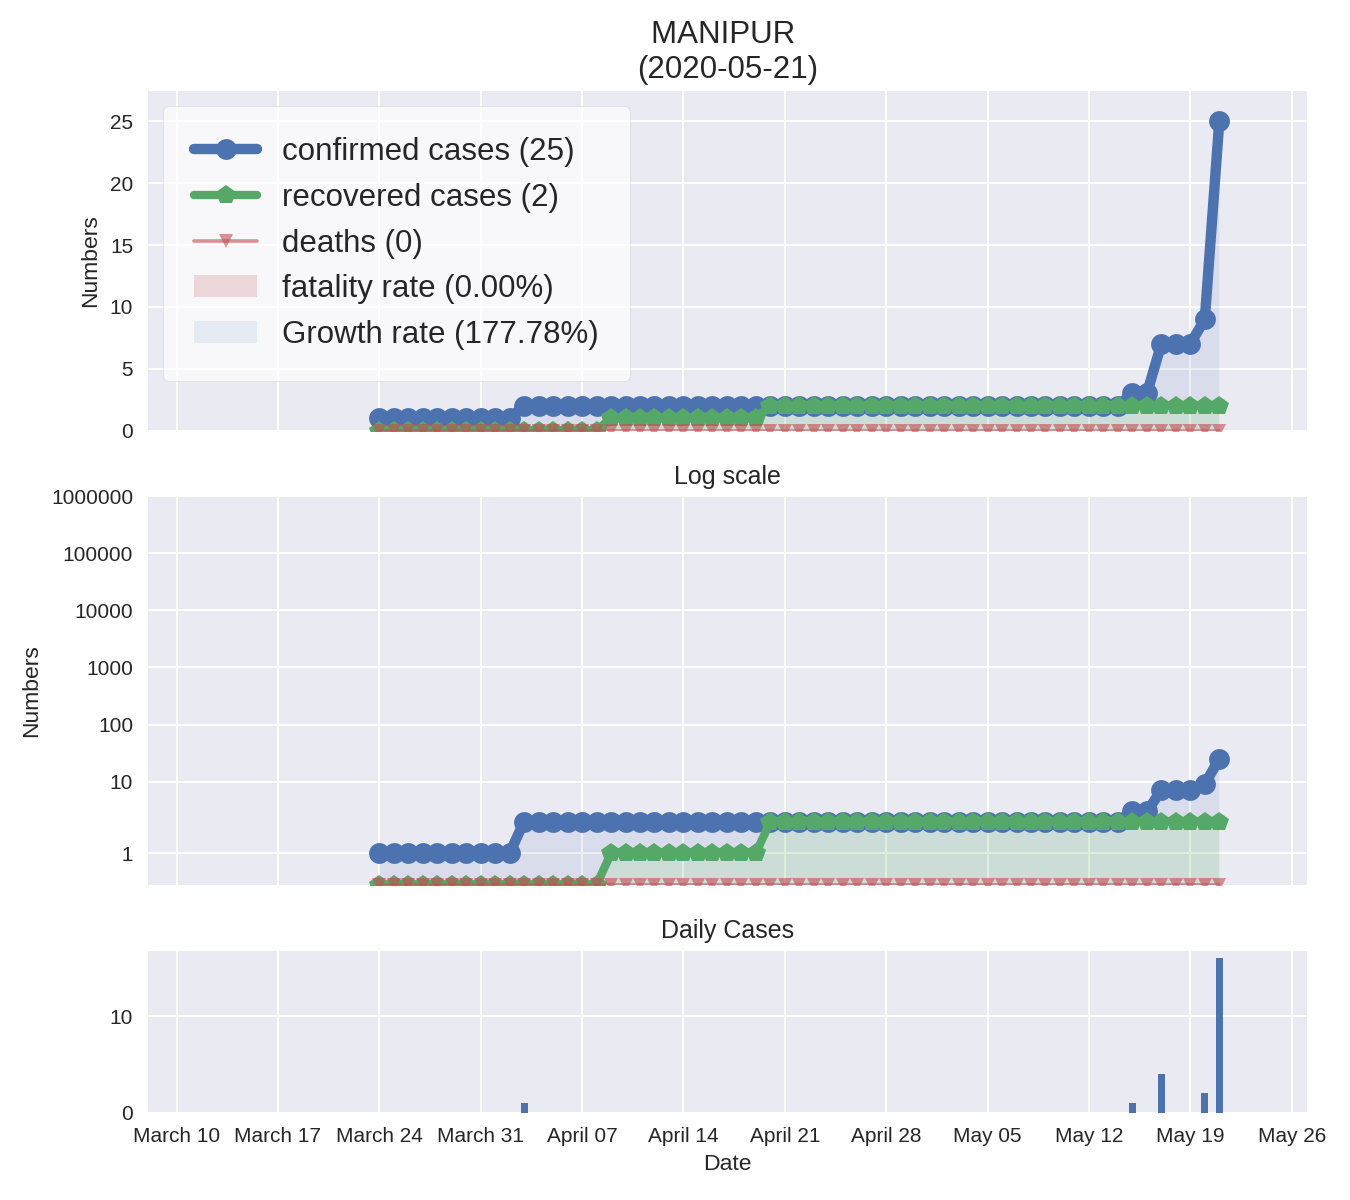 MANIPUR
(2020-05-21)
25
20
15
10
5
0
Numbers
confirmed cases (25)
recovered cases (2)
deaths (0)
fatality rate (0.00%)
Growth rate (177.78%)
Log scale
1000000
100000
10000
1000
100
10
1
Numbers
Daily Cases
10
0
March 10 March 17 March 24 March 31 April 07 April 14 April 21 April 28 May 05 May 12 May 19 May 26
Date